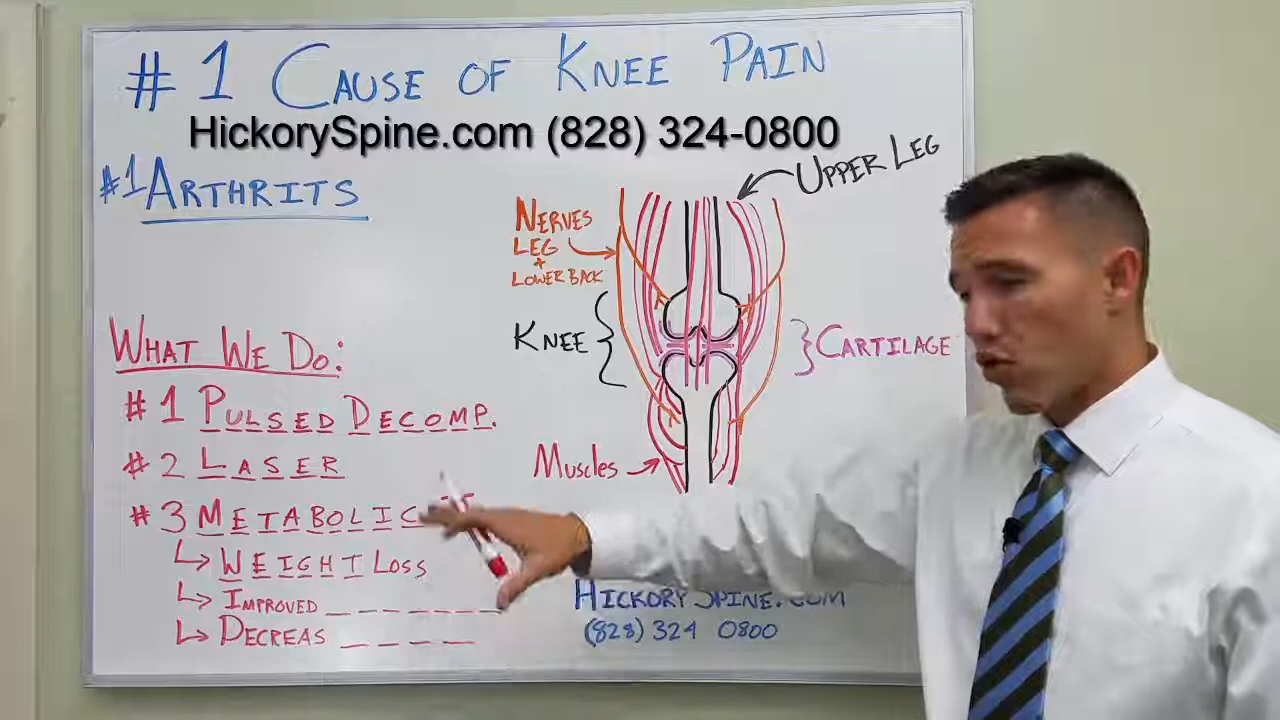 # 1 CAUSE OF KNEE PAIN
HickorySpine.com (828) 324-0800
#1 ARTHRITS
UPPER LEG
NERVES
LEG
+
LOWER BACK
KNEE
CARTILAGE
MUSCLES
WHAT WE DO:
# 1 PULSED DECOMP.
# 2 LASER
# 3 METABOLIC
↳ WEIGHT LOSS
↳ IMPROVED _ _ _ _ _ _ _
↳ DECREAS _ _ _ _ _
HICKORYSPINE.COM
(828) 324 0800